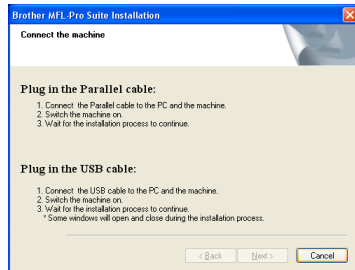 Brother MFL-Pro Suite Installation
Connect the machine
Plug in the Parallel cable:
1. Connect the Parallel cable to the PC and the machine.
2. Switch the machine on.
3. Wait for the installation process to continue.
Plug in the USB cable:
1. Connect the USB cable to the PC and the machine.
2. Switch the machine on.
3. Wait for the installation process to continue.
* Some windows will open and close during the installation process.
< Back Next > Cancel